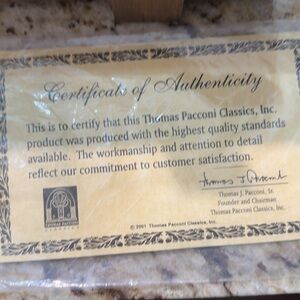 Certificate of Authenticity
This is to certify that this Thomas Pacconi Classics, Inc.
product was produced with the highest quality standards
available. The workmanship and attention to detail
reflect our commitment to customer satisfaction.
Thomas J. Pacconi, Sr.
Founder and Chairman
Thomas Pacconi Classics, Inc.
© 2001 Thomas Pacconi Classics, Inc.